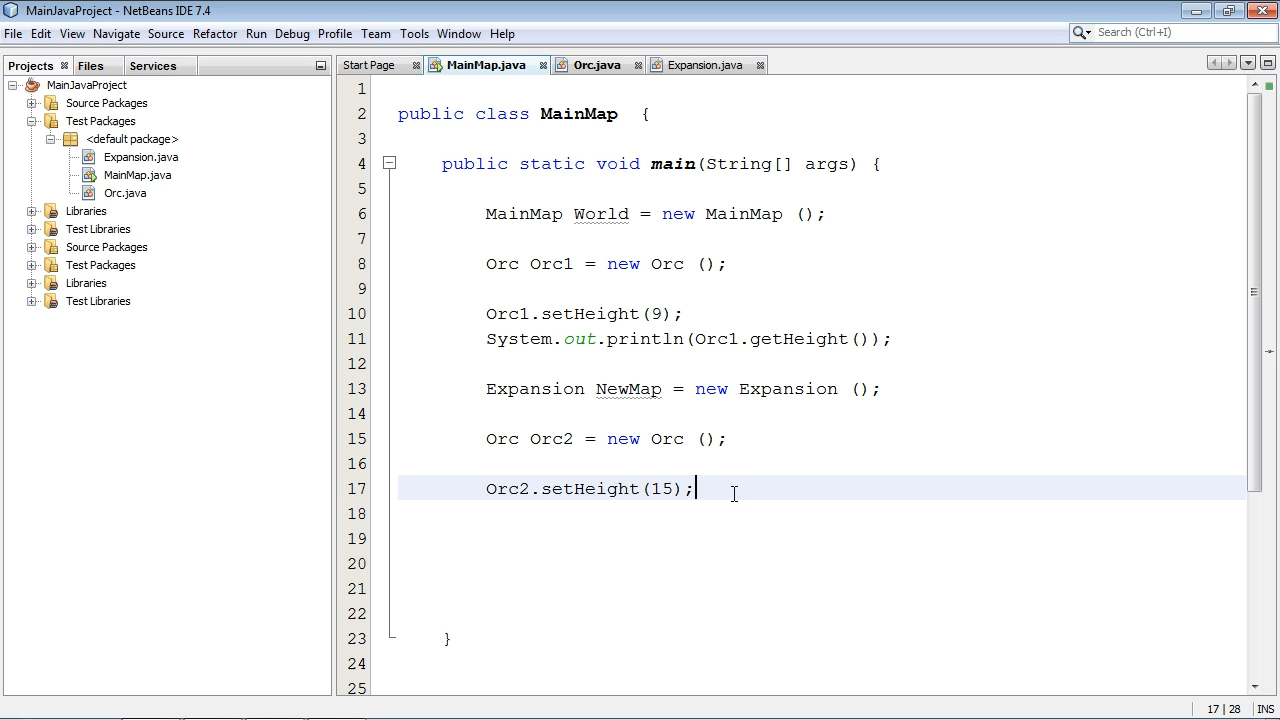 MainJavaProject - NetBeans IDE 7.4
File Edit View Navigate Source Refactor Run Debug Profile Team Tools Window Help
Search (Ctrl+I)
Projects Files Services
Start Page MainMap.java Orc.java Expansion.java
MainJavaProject
Source Packages
Test Packages
<default package>
Expansion.java
MainMap.java
Orc.java
Libraries
Test Libraries
Source Packages
Test Packages
Libraries
Test Libraries
1
2 public class MainMap {
3
4 public static void main(String[] args) {
5
6 MainMap World = new MainMap ();
7
8 Orc Orc1 = new Orc ();
9
10 Orc1.setHeight(9);
11 System.out.println(Orc1.getHeight());
12
13 Expansion NewMap = new Expansion ();
14
15 Orc Orc2 = new Orc ();
16
17 Orc2.setHeight(15);
18
19
20
21
22
23 }
24
25
17 | 28 INS